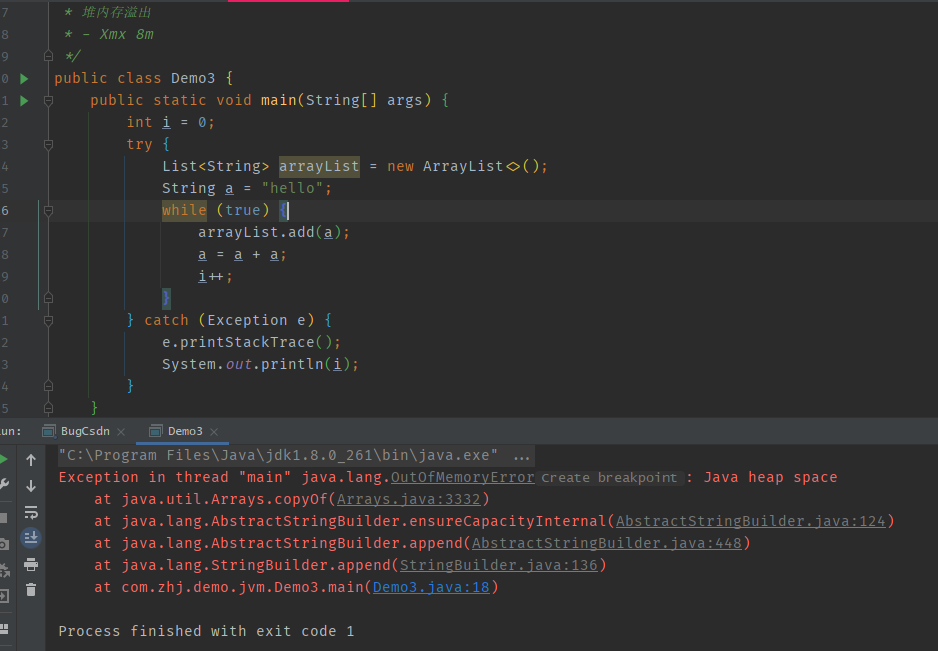 7 * 堆内存溢出
8 * - Xmx 8m
9 */
0 public class Demo3 {
1 public static void main(String[] args) {
2 int i = 0;
3 try {
4 List<String> arrayList = new ArrayList<>();
5 String a = "hello";
6 while (true) {
7 arrayList.add(a);
8 a = a + a;
9 i++;
0 }
1 } catch (Exception e) {
2 e.printStackTrace();
3 System.out.println(i);
4 }
5 }
un: BugCsdn × Demo3 ×
"C:\Program Files\Java\jdk1.8.0_261\bin\java.exe" ...
Exception in thread "main" java.lang.OutOfMemoryError Create breakpoint : Java heap space
at java.util.Arrays.copyOf(Arrays.java:3332)
at java.lang.AbstractStringBuilder.ensureCapacityInternal(AbstractStringBuilder.java:124)
at java.lang.AbstractStringBuilder.append(AbstractStringBuilder.java:448)
at java.lang.StringBuilder.append(StringBuilder.java:136)
at com.zhj.demo.jvm.Demo3.main(Demo3.java:18)
Process finished with exit code 1